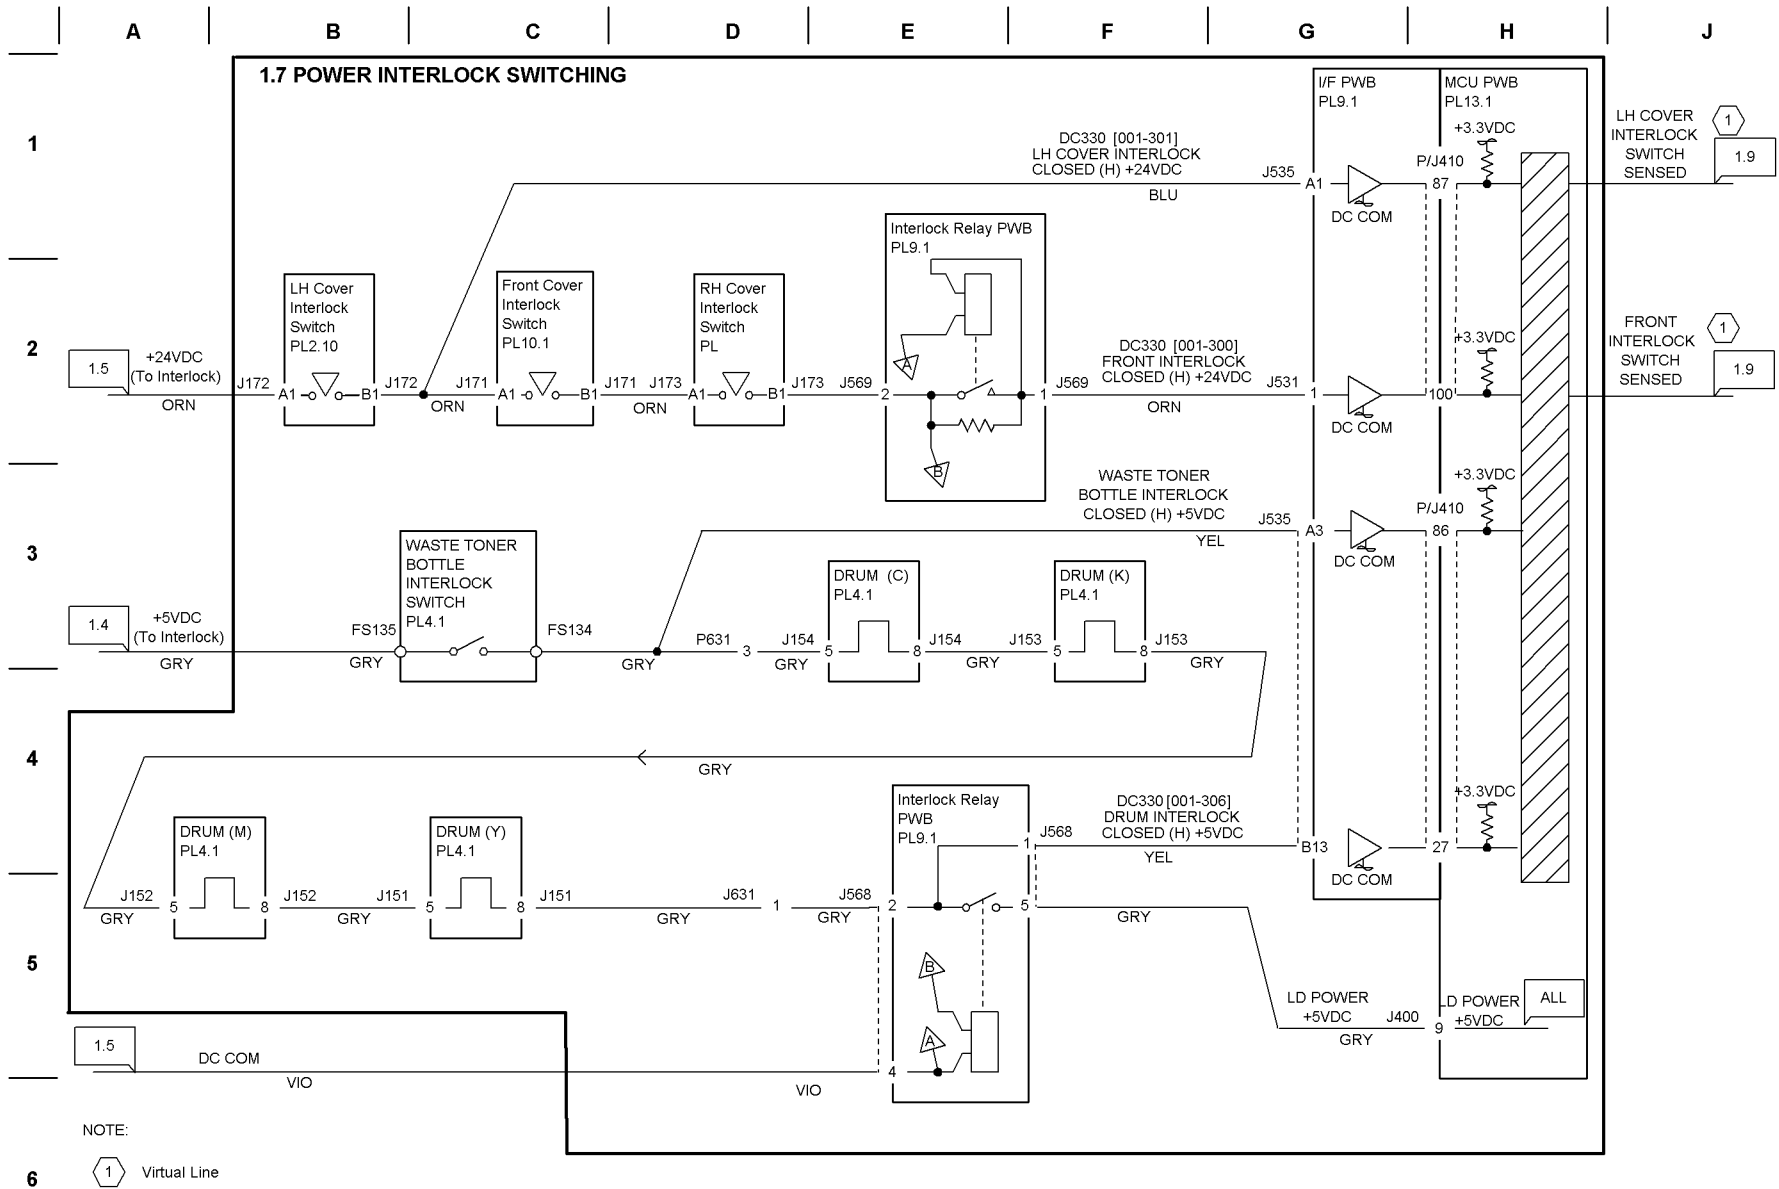 A B C D E F G H J
1.7 POWER INTERLOCK SWITCHING
I/F PWB
PL9.1
MCU PWB
PL13.1
1
+3.3VDC
DC330 [001-301]
LH COVER INTERLOCK
CLOSED (H) +24VDC
BLU
J535
A1
DC COM
P/J410
87
LH COVER
INTERLOCK
SWITCH
SENSED
1
1.9
2
1.5
+24VDC
(To Interlock)
ORN
J172
LH Cover
Interlock
Switch
PL2.10
A1
B1
J172
ORN
J171
Front Cover
Interlock
Switch
PL10.1
A1
B1
J171
ORN
J173
RH Cover
Interlock
Switch
PL
A1
B1
J173
J569
Interlock Relay PWB
PL9.1
A
2
1
B
J569
DC330 [001-300]
FRONT INTERLOCK
CLOSED (H) +24VDC
ORN
J531
1
DC COM
100
+3.3VDC
FRONT
INTERLOCK
SWITCH
SENSED
1
1.9
3
1.4
+5VDC
(To Interlock)
GRY
FS135
GRY
WASTE TONER
BOTTLE
INTERLOCK
SWITCH
PL4.1
FS134
GRY
WASTE TONER
BOTTLE INTERLOCK
CLOSED (H) +5VDC
YEL
J535
A3
DC COM
P/J410
86
+3.3VDC
P631
3
J154
GRY
DRUM (C)
PL4.1
5
8
J154
GRY
J153
DRUM (K)
PL4.1
5
8
J153
GRY
4
GRY
DRUM (M)
PL4.1
DRUM (Y)
PL4.1
Interlock Relay
PWB
PL9.1
1
J568
DC330 [001-306]
DRUM INTERLOCK
CLOSED (H) +5VDC
YEL
B13
DC COM
27
+3.3VDC
5
J152
GRY
5
8
J152
GRY
J151
5
8
J151
GRY
J631
1
J568
GRY
2
5
GRY
B
A
4
LD POWER
+5VDC
GRY
J400
9
LD POWER
+5VDC
ALL
1.5
DC COM
VIO
VIO
NOTE:
6
1 Virtual Line